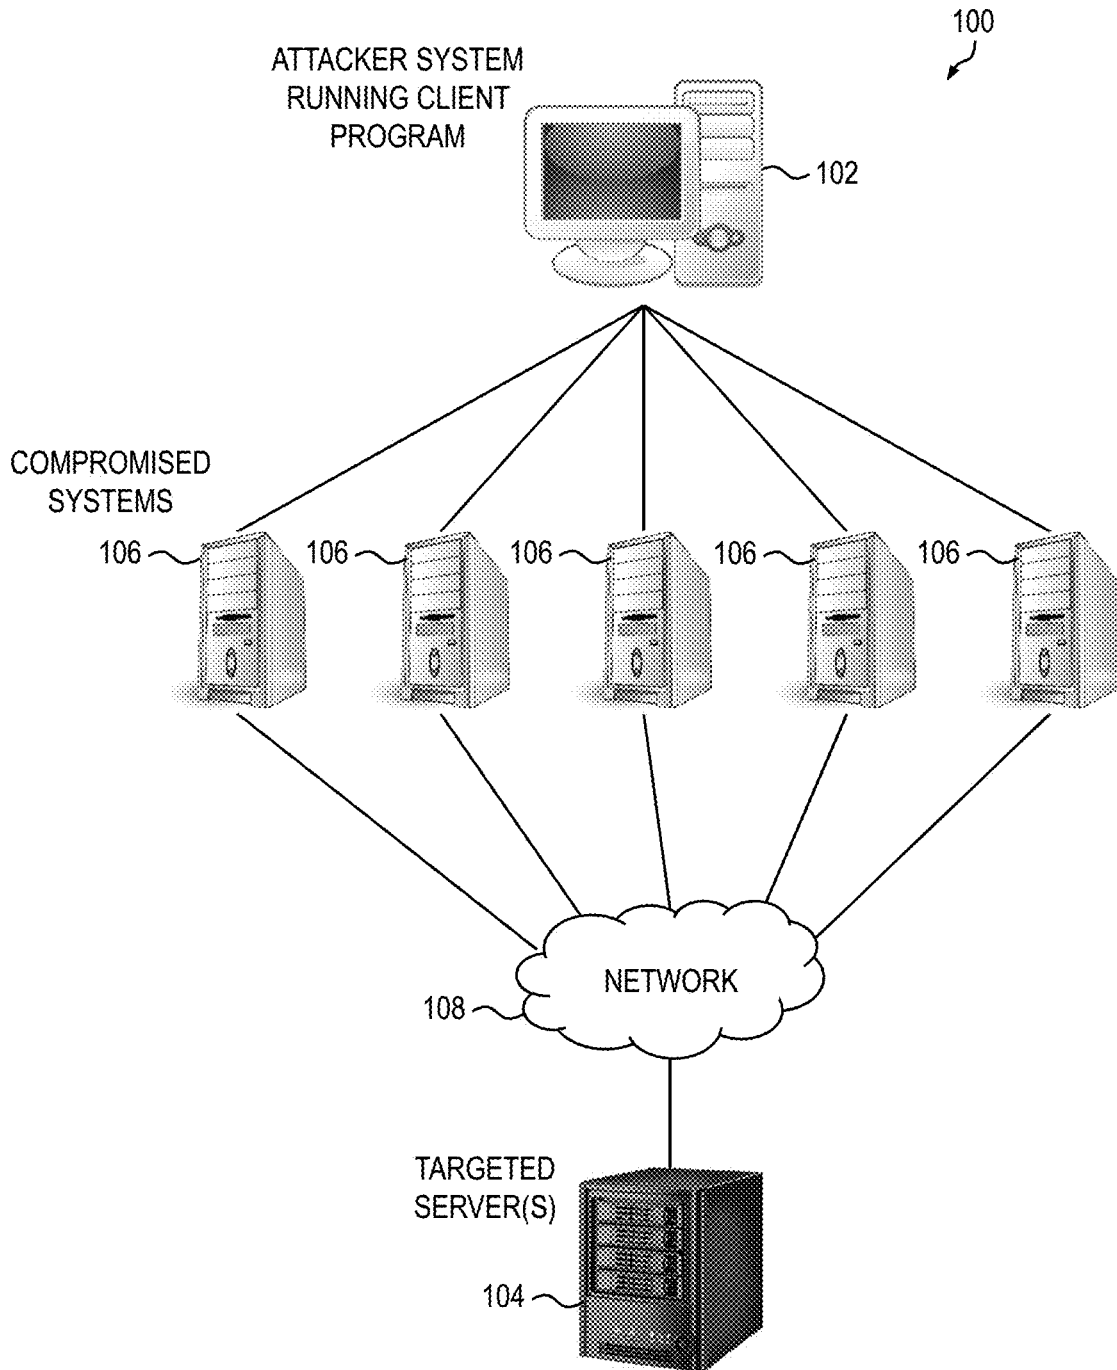 100
ATTACKER SYSTEM
RUNNING CLIENT
PROGRAM
102
COMPROMISED
SYSTEMS
106
106
106
106
106
NETWORK
108
TARGETED
SERVER(S)
104